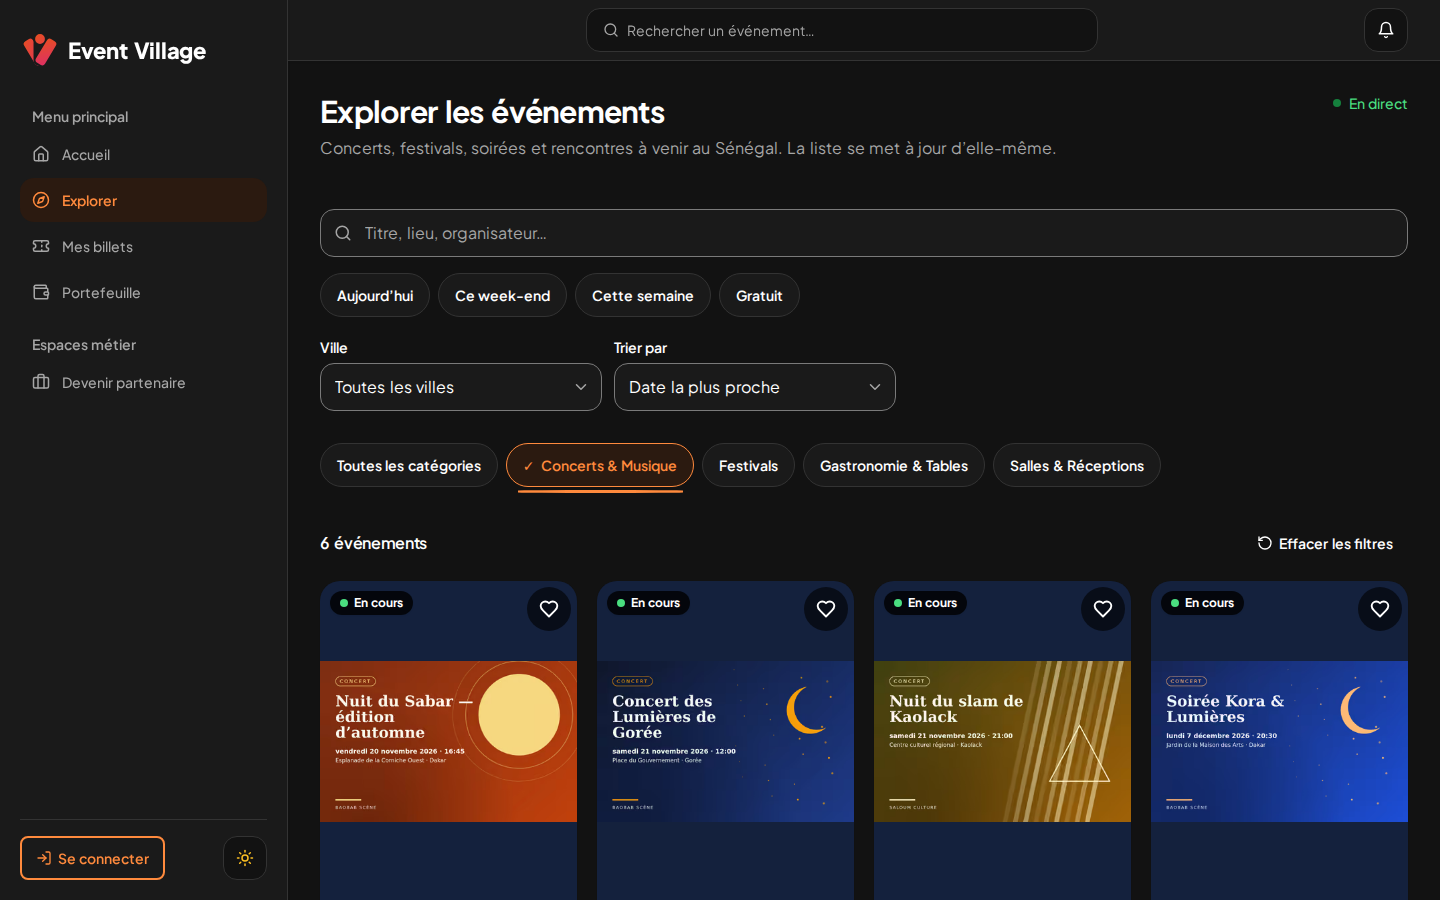 Event Village
Rechercher un événement...
Menu principal
Accueil
Explorer
Mes billets
Portefeuille
Espaces métier
Devenir partenaire
Se connecter
Explorer les événements
En direct
Concerts, festivals, soirées et rencontres à venir au Sénégal. La liste se met à jour d’elle-même.
Titre, lieu, organisateur...
Aujourd’hui
Ce week-end
Cette semaine
Gratuit
Ville
Trier par
Toutes les villes
Date la plus proche
Toutes les catégories
✓ Concerts & Musique
Festivals
Gastronomie & Tables
Salles & Réceptions
6 événements
Effacer les filtres
En cours
CONCERT
Nuit du Sabar —
édition
d’automne
vendredi 20 novembre 2026 · 16:45
Esplanade de la Corniche Ouest · Dakar
BAOBAB SCÈNE
En cours
CONCERT
Concert des
Lumières de
Gorée
samedi 21 novembre 2026 · 12:00
Place du Gouvernement · Gorée
BAOBAB SCÈNE
En cours
CONCERT
Nuit du slam de
Kaolack
samedi 21 novembre 2026 · 21:00
Centre culturel régional · Kaolack
SALOUM CULTURE
En cours
CONCERT
Soirée Kora &
Lumières
lundi 7 décembre 2026 · 20:30
Jardin de la Maison des Arts · Dakar
BAOBAB SCÈNE